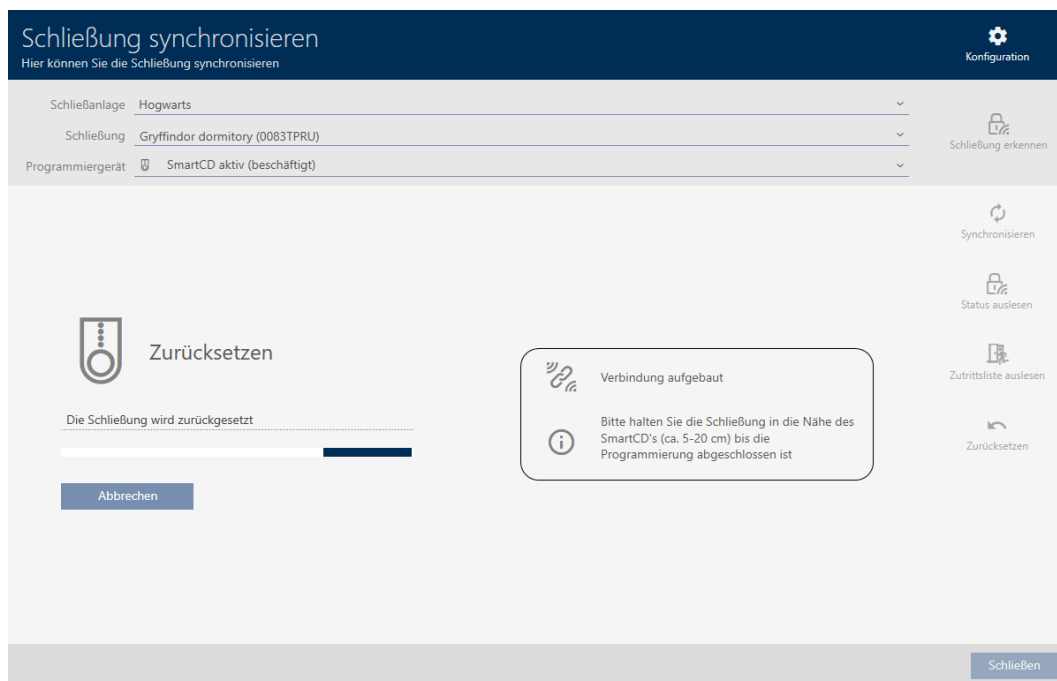 Schließung synchronisieren
Hier können Sie die Schließung synchronisieren
Konfiguration
Schließanlage Hogwarts
Schließung Gryffindor dormitory (0083TPRU)
Programmiergerät SmartCD aktiv (beschäftigt)
Schließung erkennen
Synchronisieren
Status auslesen
Zutrittsliste auslesen
Zurücksetzen
Zurücksetzen
Die Schließung wird zurückgesetzt
Abbrechen
Verbindung aufgebaut
Bitte halten Sie die Schließung in die Nähe des
SmartCD's (ca. 5-20 cm) bis die
Programmierung abgeschlossen ist
Schließen